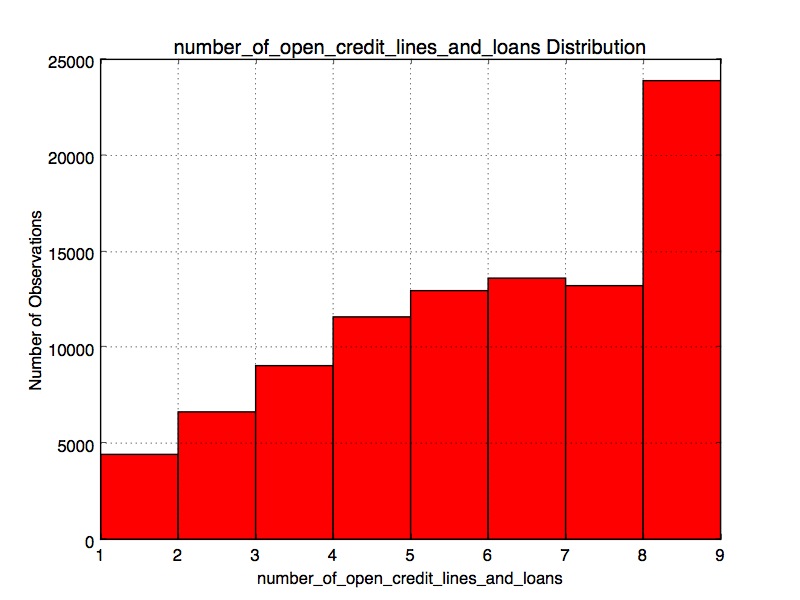 number_of_open_credit_lines_and_loans Distribution
25000
20000
15000
10000
5000
0
Number of Observations
1 2 3 4 5 6 7 8 9
number_of_open_credit_lines_and_loans